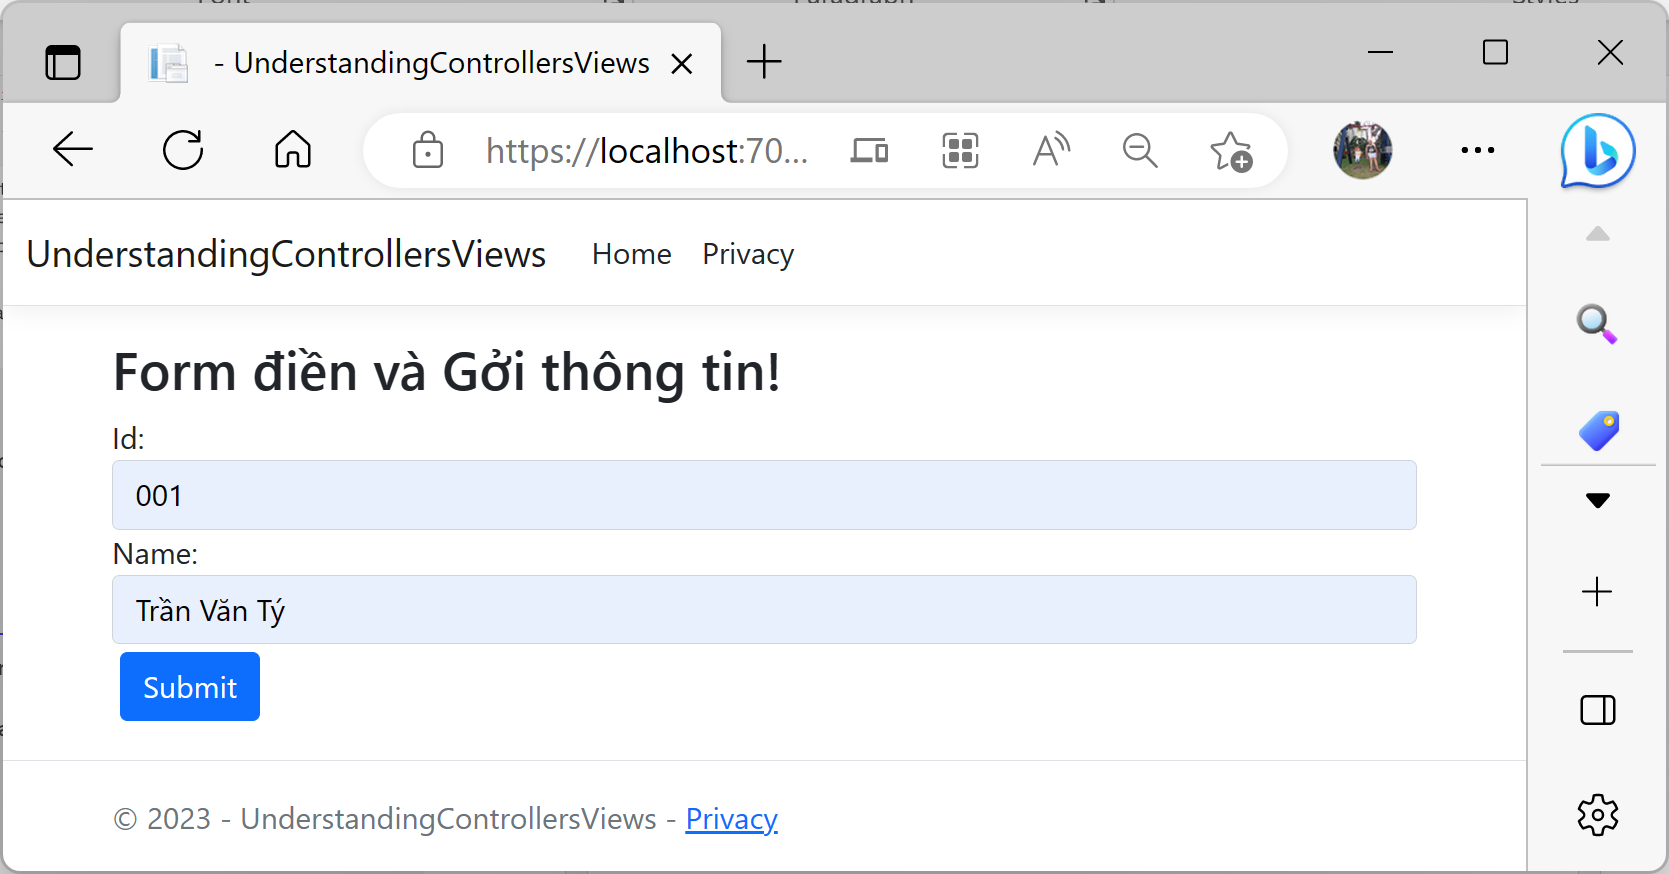 - UnderstandingControllersViews
https://localhost:70...
UnderstandingControllersViews Home Privacy
Form điền và Gởi thông tin!
Id:
001
Name:
Trần Văn Tý
Submit
© 2023 - UnderstandingControllersViews - Privacy